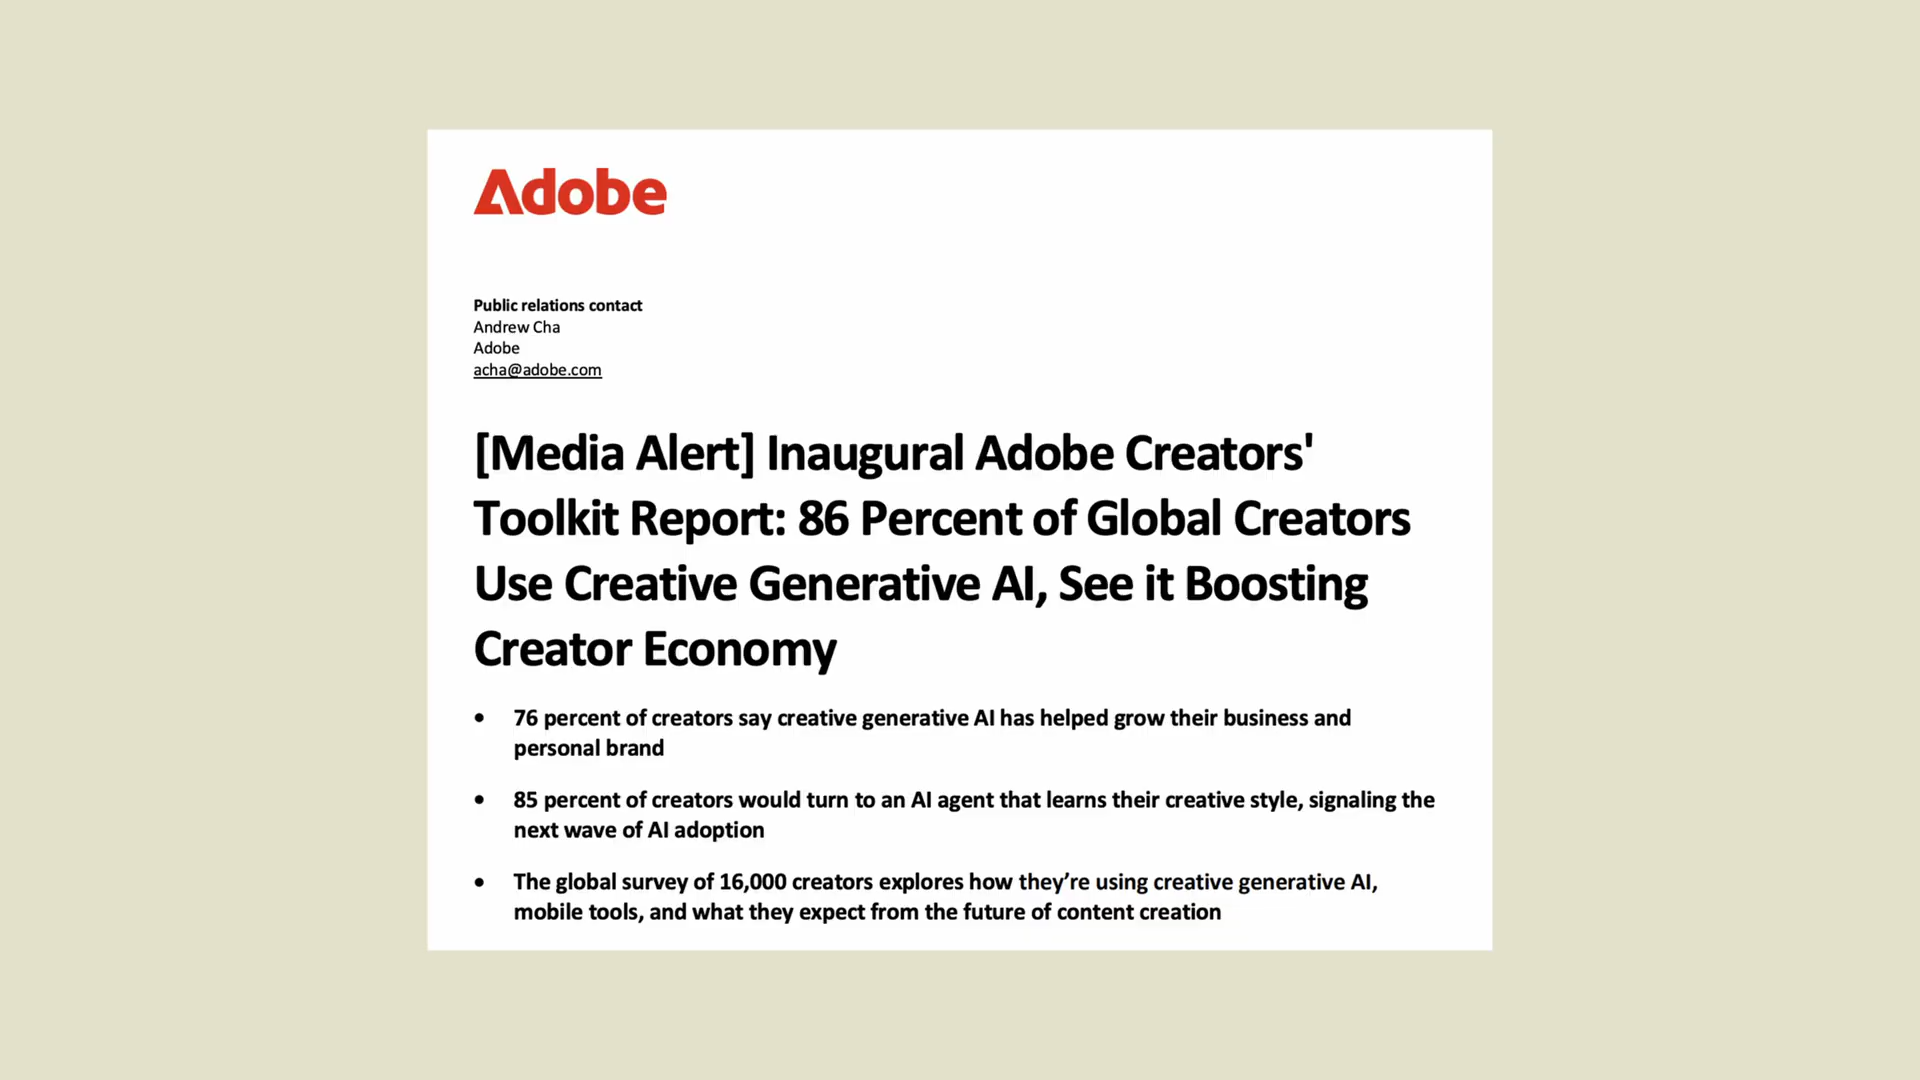 Adobe
Public relations contact
Andrew Cha
Adobe
acha@adobe.com
[Media Alert] Inaugural Adobe Creators'
Toolkit Report: 86 Percent of Global Creators
Use Creative Generative AI, See it Boosting
Creator Economy
• 76 percent of creators say creative generative AI has helped grow their business and
personal brand
• 85 percent of creators would turn to an AI agent that learns their creative style, signaling the
next wave of AI adoption
• The global survey of 16,000 creators explores how they’re using creative generative AI,
mobile tools, and what they expect from the future of content creation